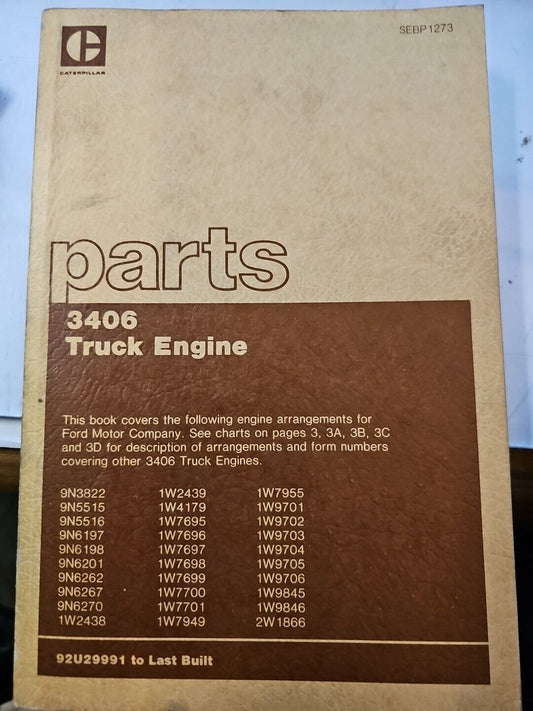 C
CATERPILLAR
SEBP1273
parts
3406
Truck Engine
This book covers the following engine arrangements for
Ford Motor Company. See charts on pages 3, 3A, 3B, 3C
and 3D for description of arrangements and form numbers
covering other 3406 Truck Engines.
9N3822 1W2439 1W7955
9N5515 1W4179 1W9701
9N5516 1W7695 1W9702
9N6197 1W7696 1W9703
9N6198 1W7697 1W9704
9N6201 1W7698 1W9705
9N6262 1W7699 1W9706
9N6267 1W7700 1W9845
9N6270 1W7701 1W9846
1W2438 1W7949 2W1866
92U29991 to Last Built